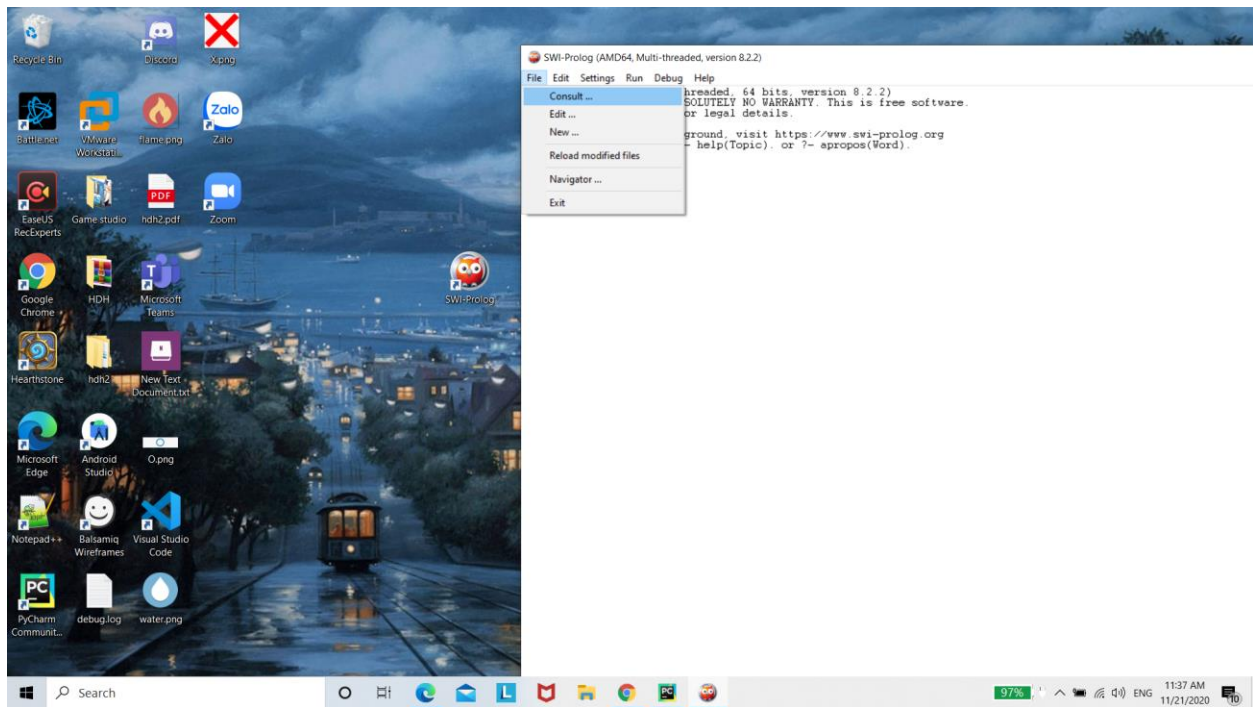 Recycle Bin
Discord
X.png
Battle.net
VMware
Workstati...
flame.png
Zalo
Zalo
EaseUS
RecExperts
Game studio
PDF
hdh2.pdf
Zoom
Google
Chrome
HDH
Microsoft
Teams
SWI-Prolog
Hearthstone
hdh2
New Text
Document.txt
Microsoft
Edge
Android
Studio
O.png
Notepad++
Balsamiq
Wireframes
Visual Studio
Code
PC
PyCharm
Communit...
debug.log
water.png
SWI-Prolog (AMD64, Multi-threaded, version 8.2.2)
File Edit Settings Run Debug Help
Consult ...
Edit ...
New ...
Reload modified files
Navigator ...
Exit
hreaded, 64 bits, version 8.2.2)
SOLUTELY NO WARRANTY. This is free software.
or legal details.
ground, visit https://www.swi-prolog.org
- help(Topic). or ?- apropos(Word).
Search
L
PC
97%
ENG
11:37 AM
11/21/2020
10